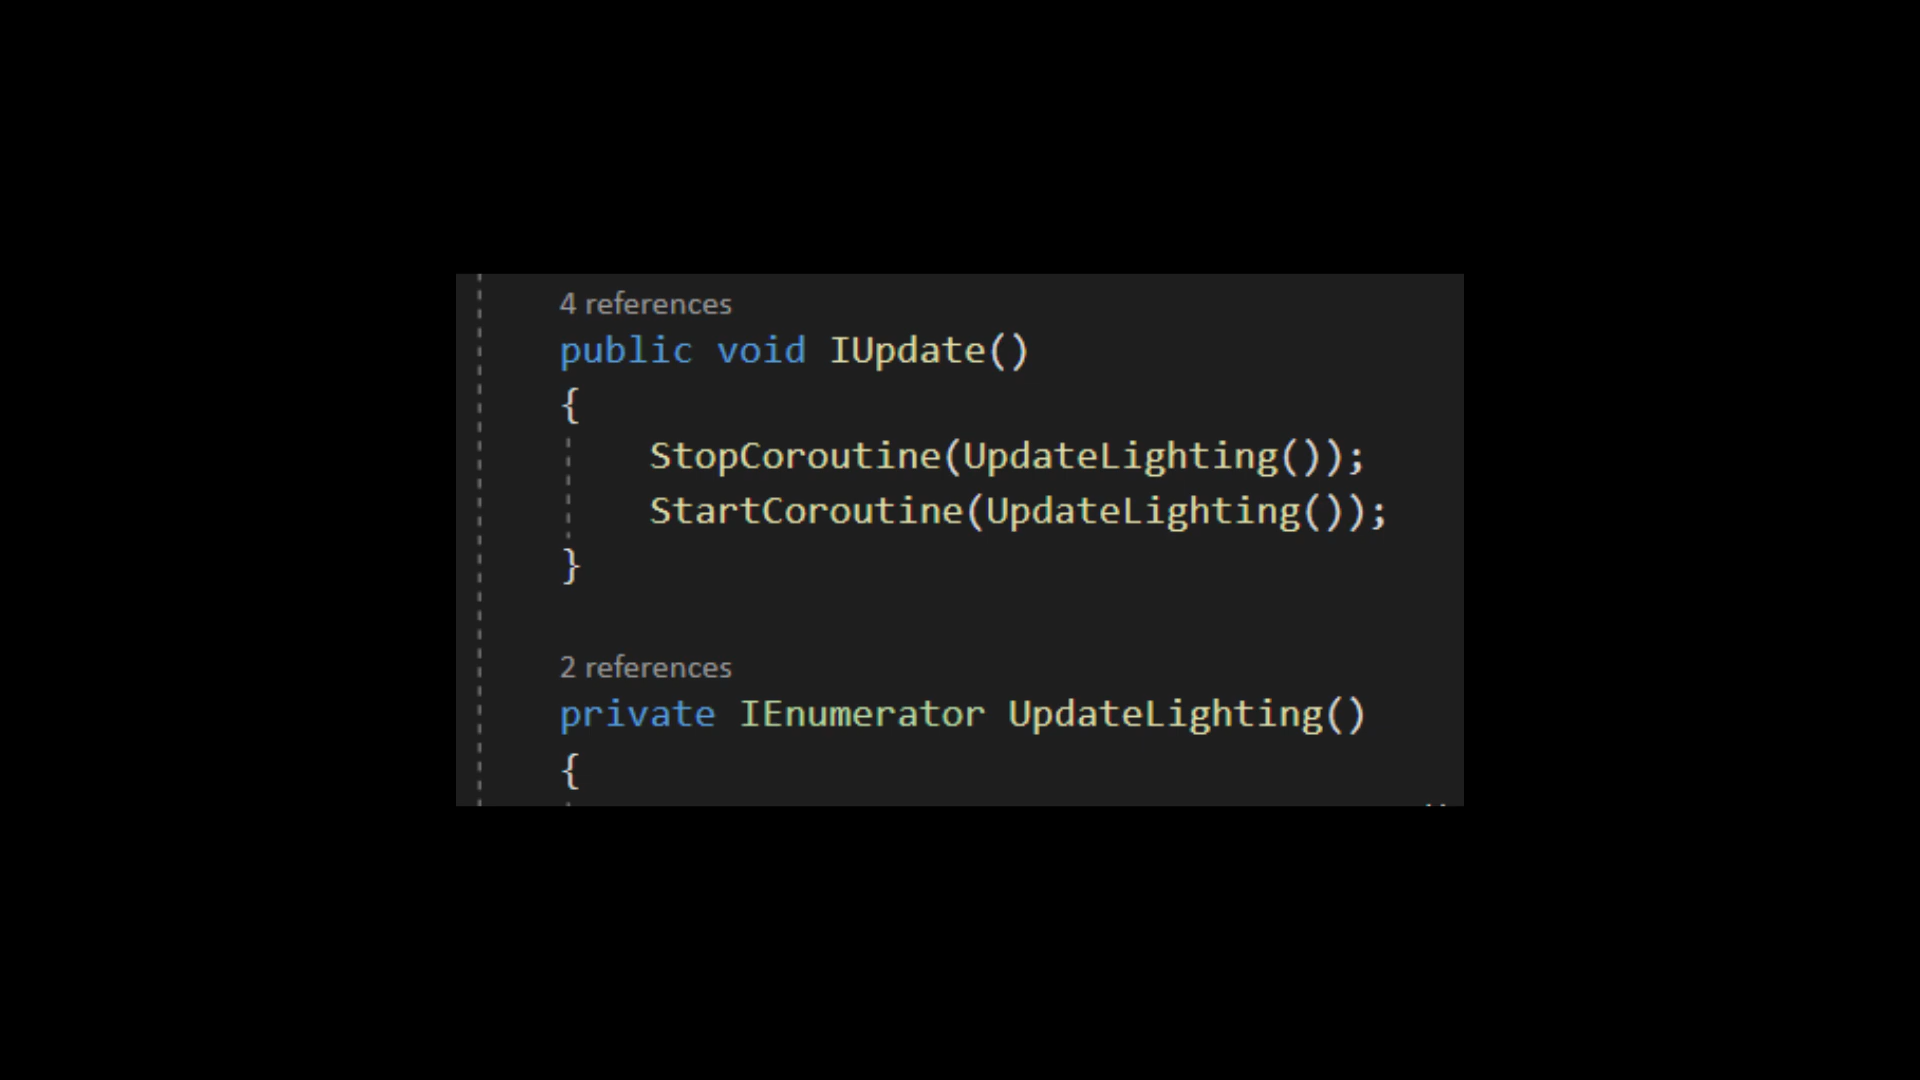 4 references
public void IUpdate()
{
StopCoroutine(UpdateLighting());
StartCoroutine(UpdateLighting());
}
2 references
private IEnumerator UpdateLighting()
{